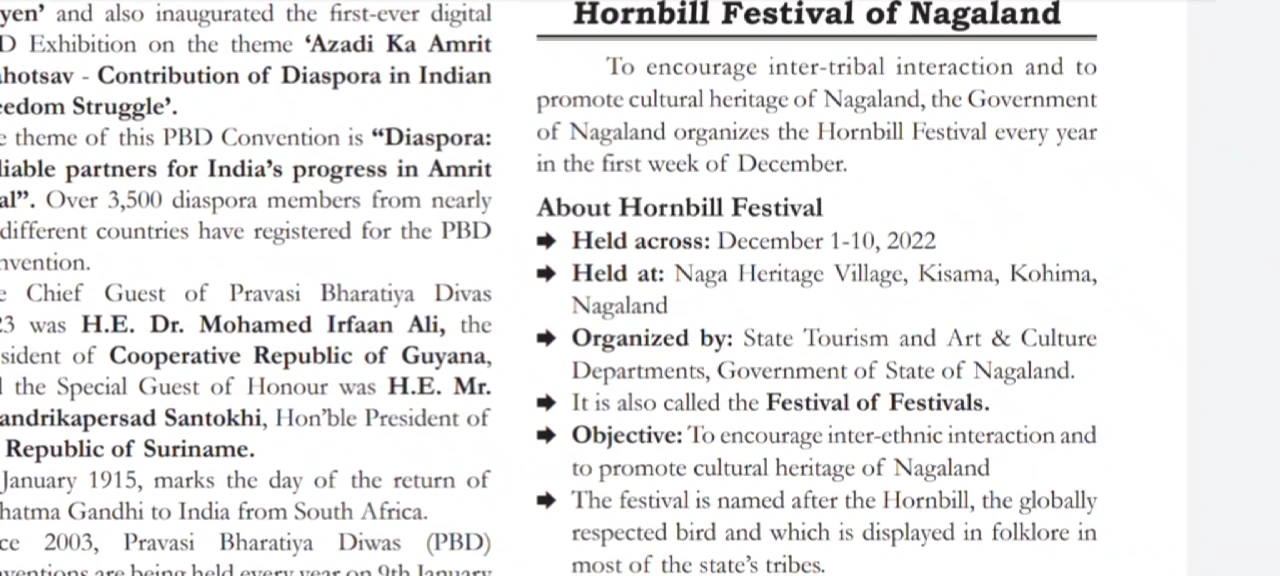 yen’ and also inaugurated the first-ever digital
D Exhibition on the theme ‘Azadi Ka Amrit
hotsav - Contribution of Diaspora in Indian
edom Struggle’.
e theme of this PBD Convention is “Diaspora:
liable partners for India’s progress in Amrit
al”. Over 3,500 diaspora members from nearly
different countries have registered for the PBD
nvention.
e Chief Guest of Pravasi Bharatiya Divas
23 was H.E. Dr. Mohamed Irfaan Ali, the
sident of Cooperative Republic of Guyana,
the Special Guest of Honour was H.E. Mr.
andrikapersad Santokhi, Hon’ble President of
Republic of Suriname.
January 1915, marks the day of the return of
hatma Gandhi to India from South Africa.
ce 2003, Pravasi Bharatiya Diwas (PBD)
ventions are being held every year on 9th January
Hornbill Festival of Nagaland
To encourage inter-tribal interaction and to
promote cultural heritage of Nagaland, the Government
of Nagaland organizes the Hornbill Festival every year
in the first week of December.
About Hornbill Festival
➡ Held across: December 1-10, 2022
➡ Held at: Naga Heritage Village, Kisama, Kohima,
Nagaland
➡ Organized by: State Tourism and Art & Culture
Departments, Government of State of Nagaland.
➡ It is also called the Festival of Festivals.
➡ Objective: To encourage inter-ethnic interaction and
to promote cultural heritage of Nagaland
➡ The festival is named after the Hornbill, the globally
respected bird and which is displayed in folklore in
most of the state’s tribes.